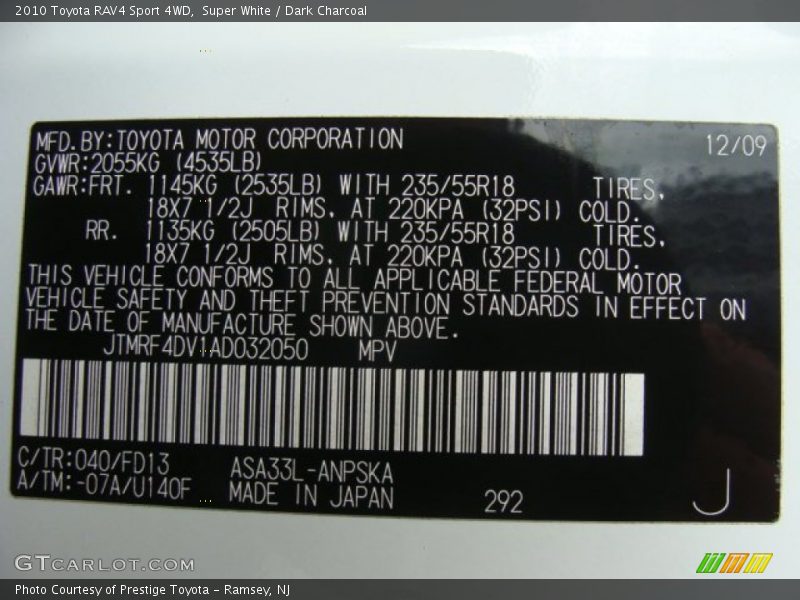 2010 Toyota RAV4 Sport 4WD, Super White / Dark Charcoal
MFD.BY:TOYOTA MOTOR CORPORATION 12/09
GVWR:2055KG (4535LB)
GAWR:FRT. 1145KG (2535LB) WITH 235/55R18 TIRES,
18X7 1/2J RIMS, AT 220KPA (32PSI) COLD.
RR. 1135KG (2505LB) WITH 235/55R18 TIRES,
18X7 1/2J RIMS, AT 220KPA (32PSI) COLD.
THIS VEHICLE CONFORMS TO ALL APPLICABLE FEDERAL MOTOR
VEHICLE SAFETY AND THEFT PREVENTION STANDARDS IN EFFECT ON
THE DATE OF MANUFACTURE SHOWN ABOVE.
JTMRF4DV1AD032050 MPV
C/TR:040/FD13 ASA33L-ANPSKA
A/TM:-07A/U140F MADE IN JAPAN 292 J
GTCARLOT.COM
Photo Courtesy of Prestige Toyota - Ramsey, NJ